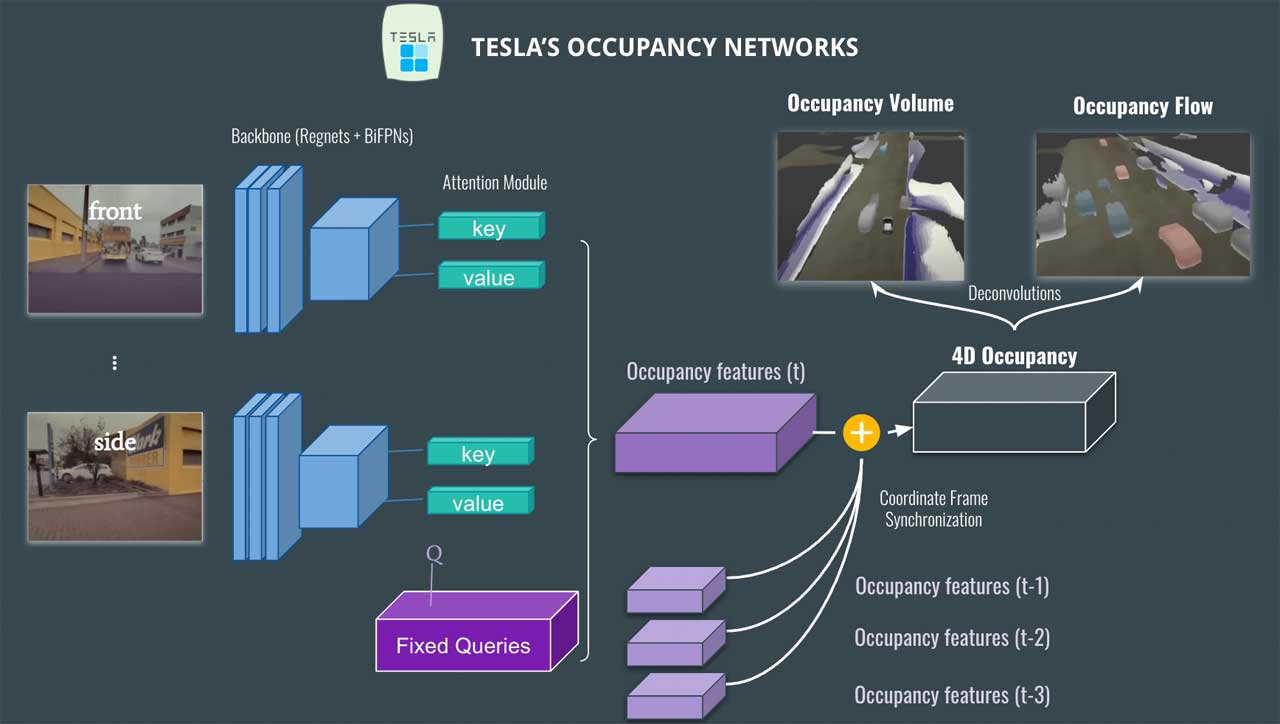 TESLA
TESLA'S OCCUPANCY NETWORKS
Occupancy Volume
Occupancy Flow
Backbone (Regnets + BiFPNs)
Attention Module
front
key
value
Deconvolutions
4D Occupancy
Occupancy features (t)
side
key
value
Coordinate Frame
Synchronization
Q
Fixed Queries
Occupancy features (t-1)
Occupancy features (t-2)
Occupancy features (t-3)